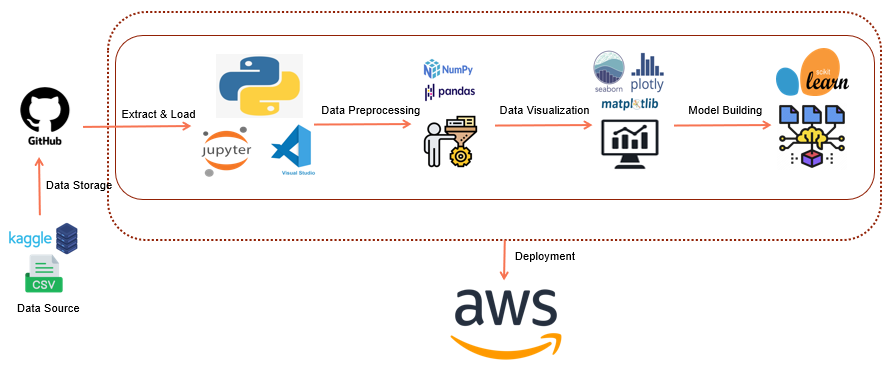 GitHub
Data Storage
kaggle
CSV
Data Source
Extract & Load
jupyter
Visual Studio
Data Preprocessing
NumPy
pandas
Data Visualization
seaborn
plotly
matplotlib
Model Building
scikit
learn
Deployment
aws